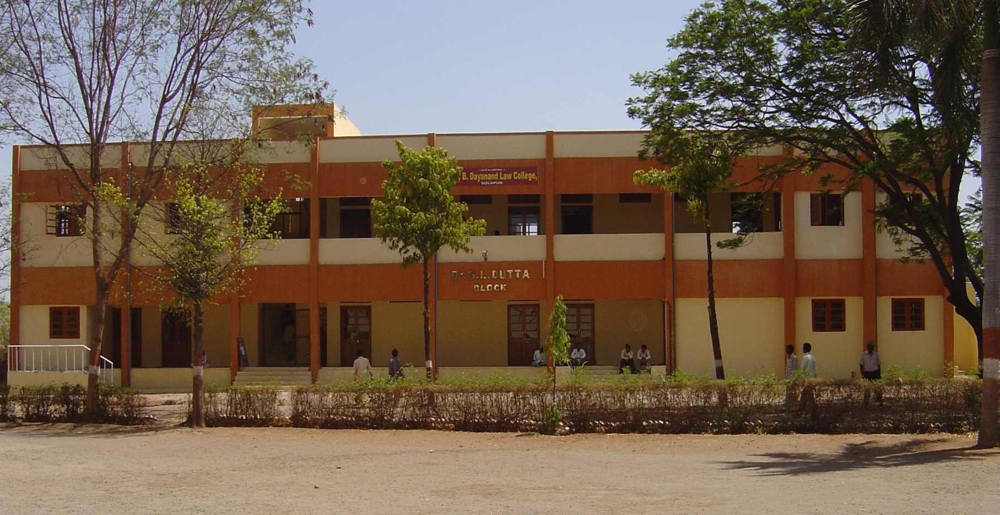 B. Dayanand Law College,
SOLAPUR
Dr. G.L. DUTTA
BLOCK